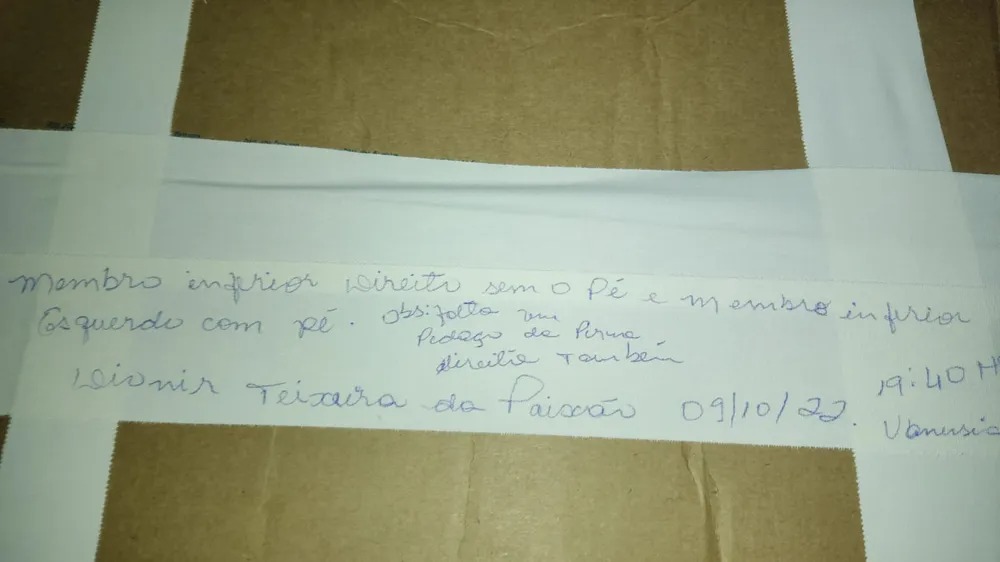 Membro inferior Direito sem o Pé e membro inferior
Esquerdo com pé. Obs: falta um
Pedaço da Perna
direita Também
Dionir Teixeira da Paixão 09/10/22.
19:40 H